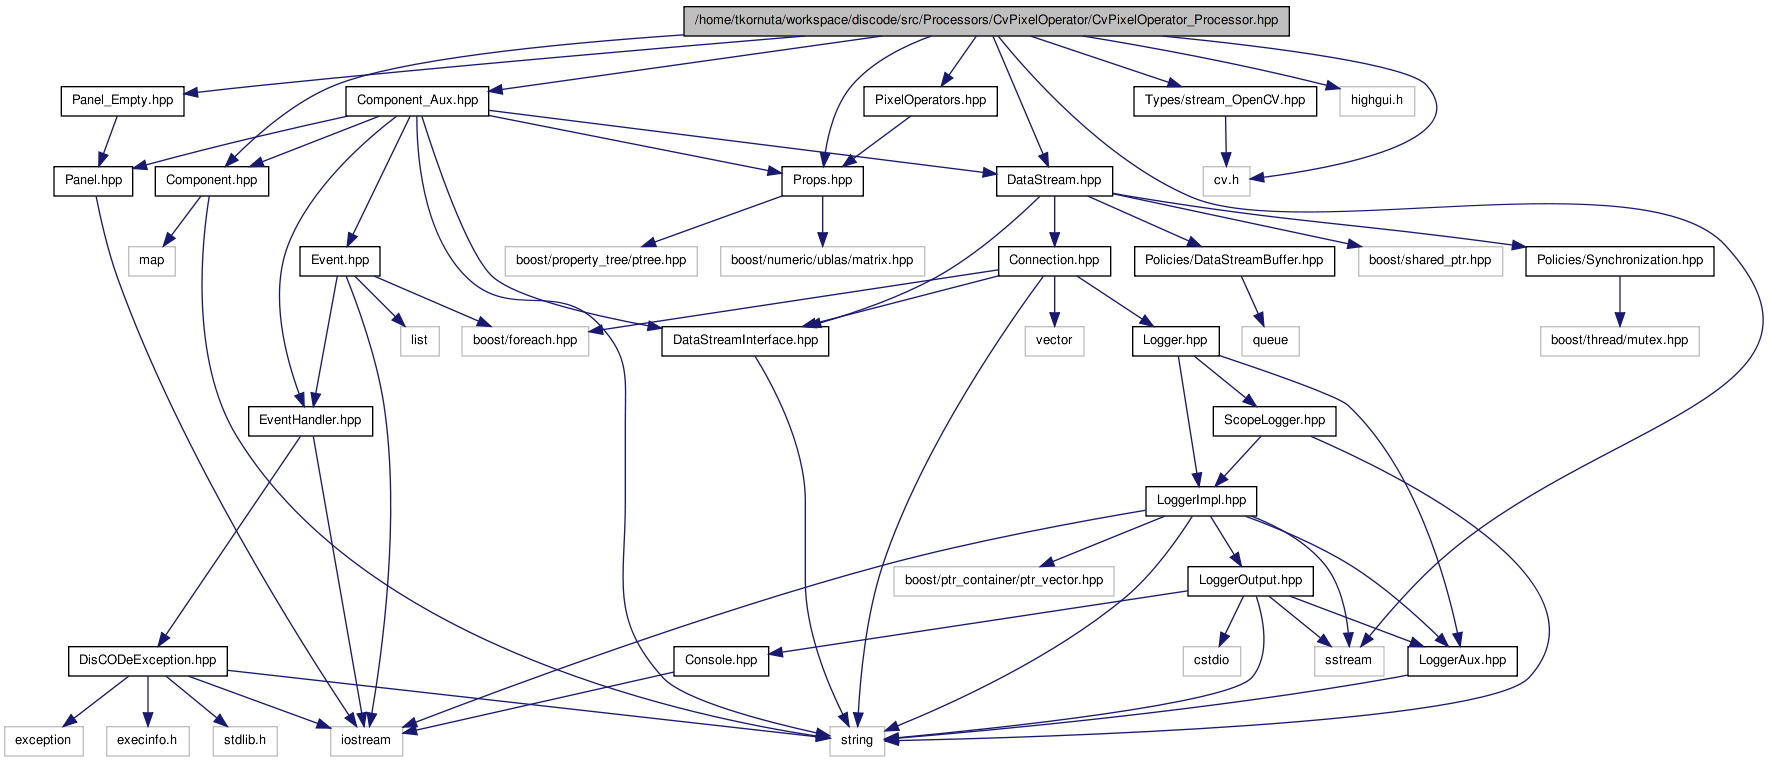 /home/tkornuta/workspace/discode/src/Processors/CvPixelOperator/CvPixelOperator_Processor.hpp
Panel_Empty.hpp
Component_Aux.hpp
PixelOperators.hpp
Types/stream_OpenCV.hpp
highgui.h
Panel.hpp
Component.hpp
Props.hpp
DataStream.hpp
cv.h
map
Event.hpp
boost/property_tree/ptree.hpp
boost/numeric/ublas/matrix.hpp
Connection.hpp
Policies/DataStreamBuffer.hpp
boost/shared_ptr.hpp
Policies/Synchronization.hpp
list
boost/foreach.hpp
DataStreamInterface.hpp
vector
Logger.hpp
queue
boost/thread/mutex.hpp
EventHandler.hpp
ScopeLogger.hpp
LoggerImpl.hpp
boost/ptr_container/ptr_vector.hpp
LoggerOutput.hpp
DisCODeException.hpp
Console.hpp
cstdio
sstream
LoggerAux.hpp
exception
execinfo.h
stdlib.h
iostream
string